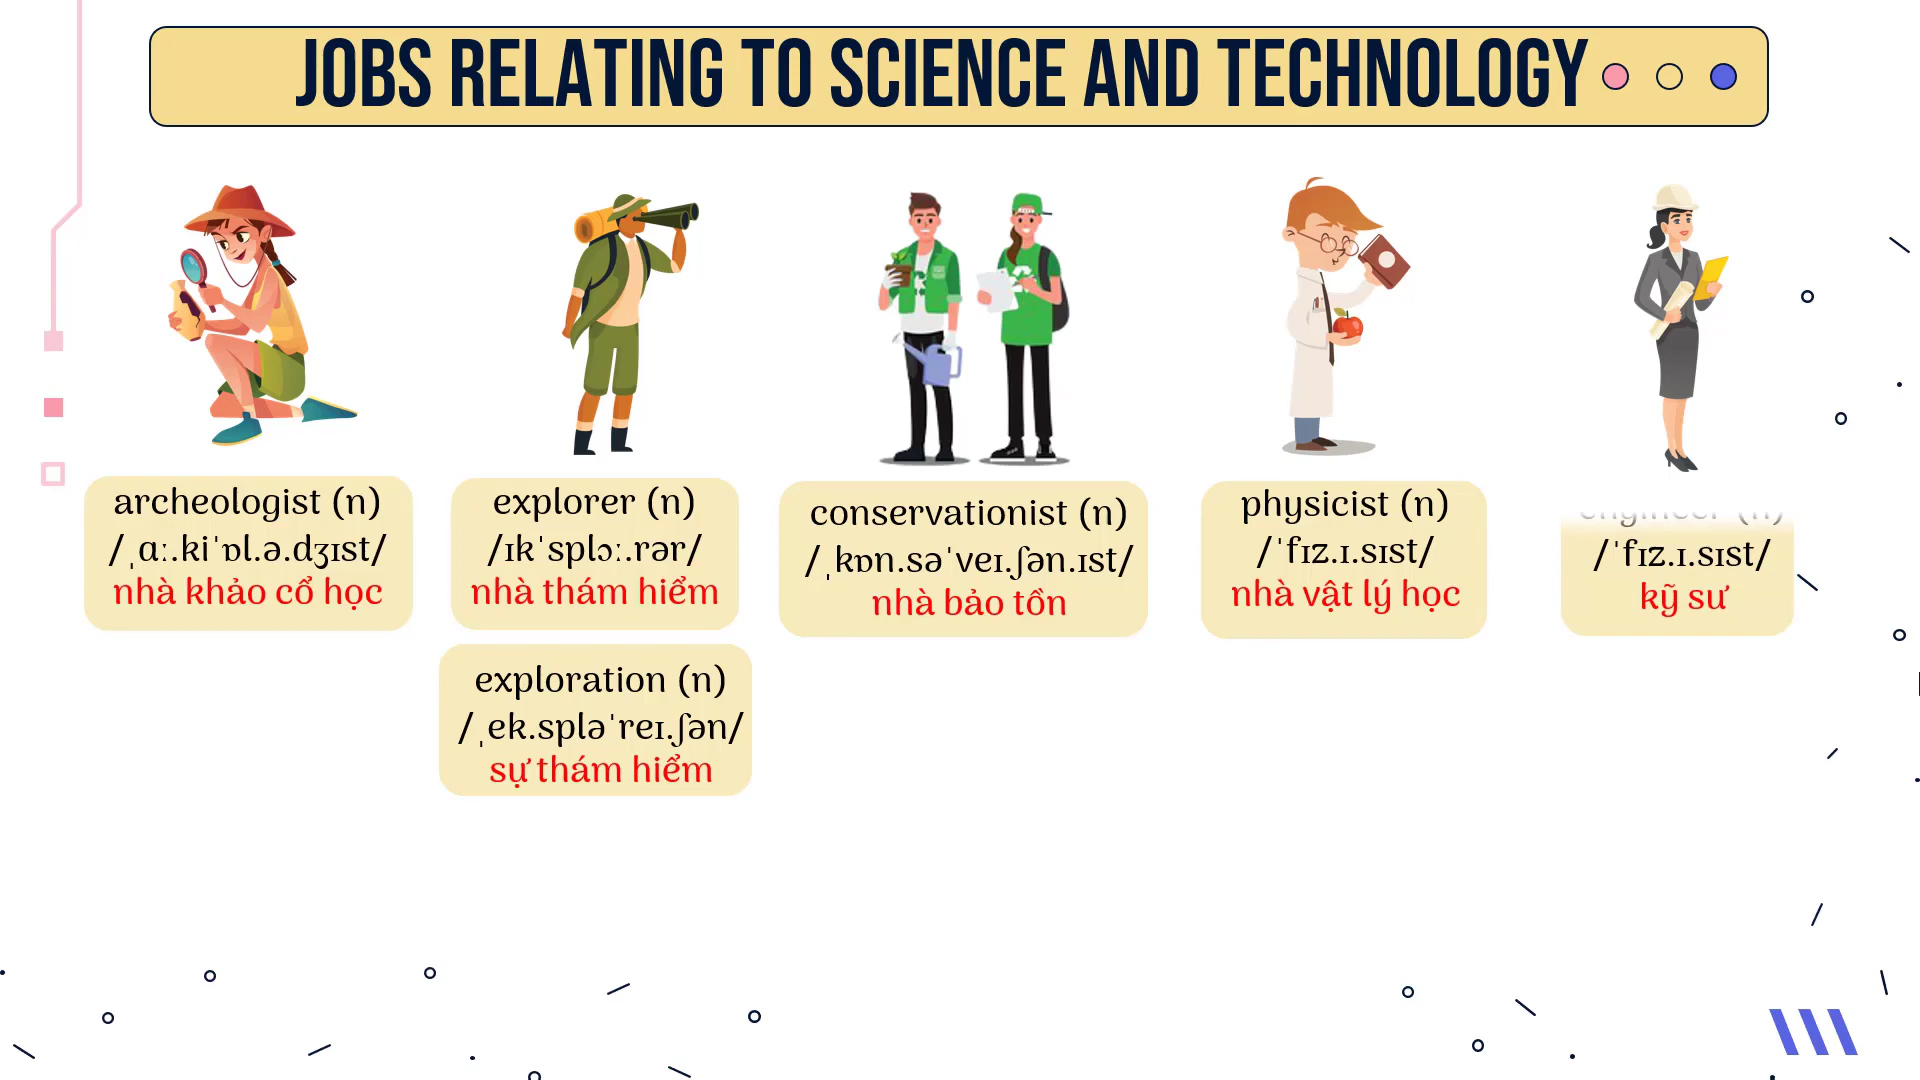 JOBS RELATING TO SCIENCE AND TECHNOLOGY
archeologist (n)
/ˌɑː.kiˈɒl.ə.dʒɪst/
nhà khảo cổ học
explorer (n)
/ɪkˈsplɔː.rər/
nhà thám hiểm
exploration (n)
/ˌek.spləˈreɪ.ʃən/
sự thám hiểm
conservationist (n)
/ˌkɒn.səˈveɪ.ʃən.ɪst/
nhà bảo tồn
physicist (n)
/ˈfɪz.ɪ.sɪst/
nhà vật lý học
engineer (n)
/ˈfɪz.ɪ.sɪst/
kỹ sư